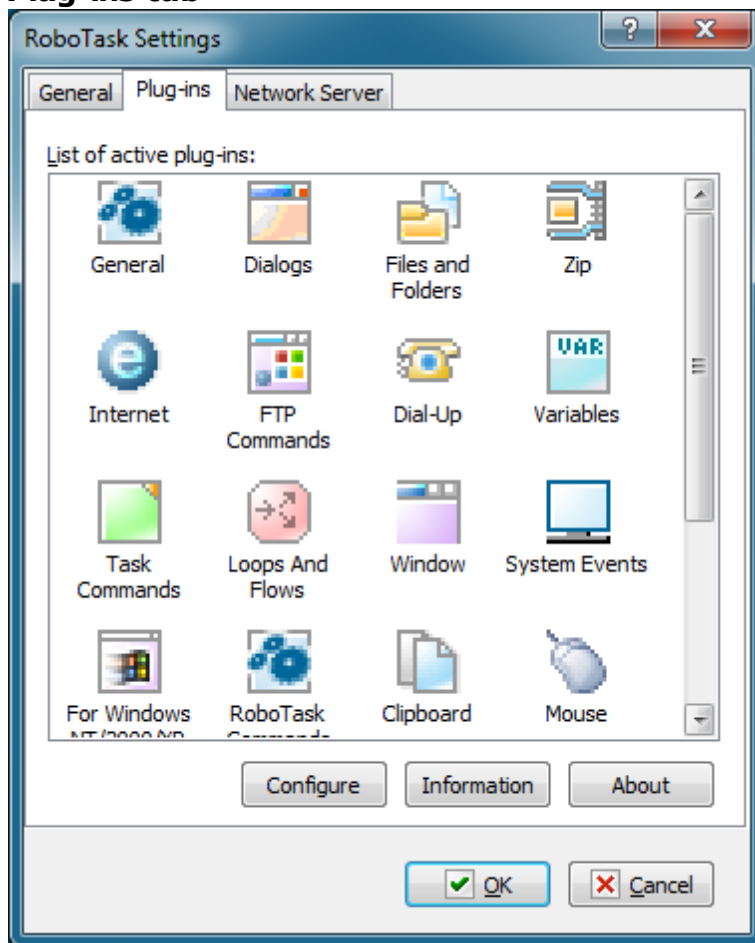 RoboTask Settings
?
X
General Plug-ins Network Server
List of active plug-ins:
General Dialogs Files and Zip
Folders
VAR
Internet FTP Dial-Up Variables
Commands
Task Loops And Window System Events
Commands Flows
For Windows RoboTask Clipboard Mouse
Configure Information About
OK Cancel